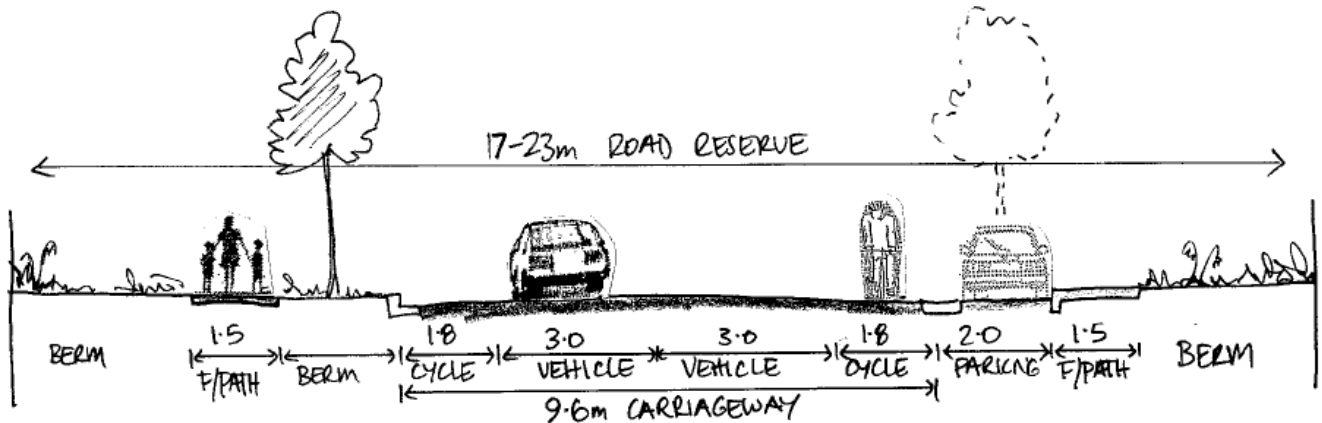 17-23m ROAD RESERVE
1.5 1.8 3.0 3.0 1.8 2.0 1.5
BERM F/PATH BERM CYCLE VEHICLE VEHICLE CYCLE PARKING F/PATH BERM
9.6m CARRIAGEWAY